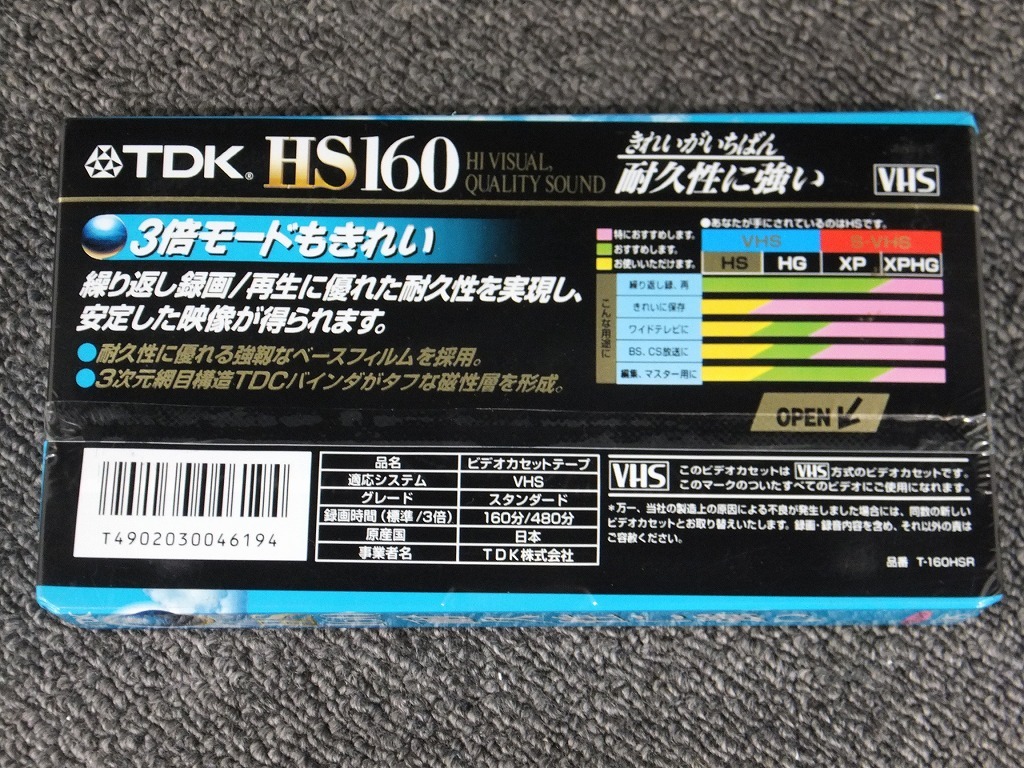 TDK® HS160 HI VISUAL, QUALITY SOUND
きれいがいちばん
耐久性に強い
VHS
3倍モードもきれい
繰り返し録画/再生に優れた耐久性を実現し、
安定した映像が得られます。
●耐久性に優れる強靱なベースフィルムを採用。
●3次元網目構造TDCバインダがタフな磁性層を形成。
●あなたが手にされているのはHSです。
特におすすめします。
おすすめします。
お使いいただけます。
VHS S-VHS
HS HG XP XPHG
こんな用途に
繰り返し録、再
きれいに保存
ワイドテレビに
BS、CS放送に
編集、マスター用に
OPEN
T4902030046194
品名 ビデオカセットテープ
適応システム VHS
グレード スタンダード
録画時間(標準/3倍) 160分/480分
原産国 日本
事業者名 TDK株式会社
VHS このビデオカセットは VHS 方式のビデオカセットです。
このマークのついたすべてのビデオにご使用になれます。
*万一、当社の製造上の原因による不良が発生しました場合には、同数の新しい
ビデオカセットとお取り替えいたします。録画・録音内容を含め、それ以外の責は
ご容赦ください。
品番 T-160HSR